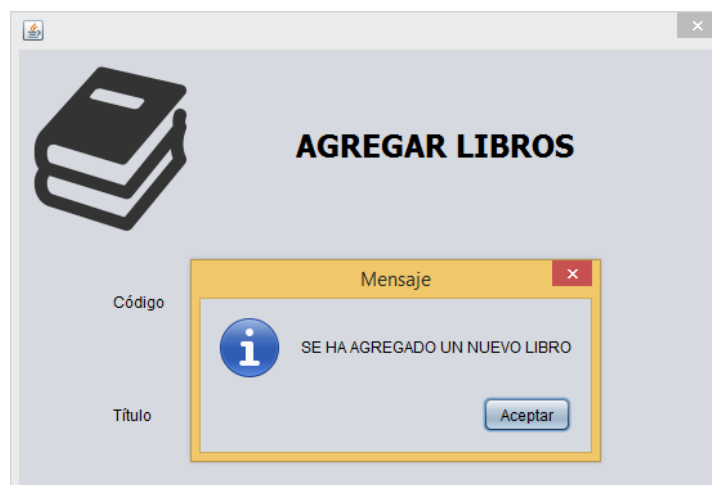 AGREGAR LIBROS
Mensaje
Código
SE HA AGREGADO UN NUEVO LIBRO
Título
Aceptar